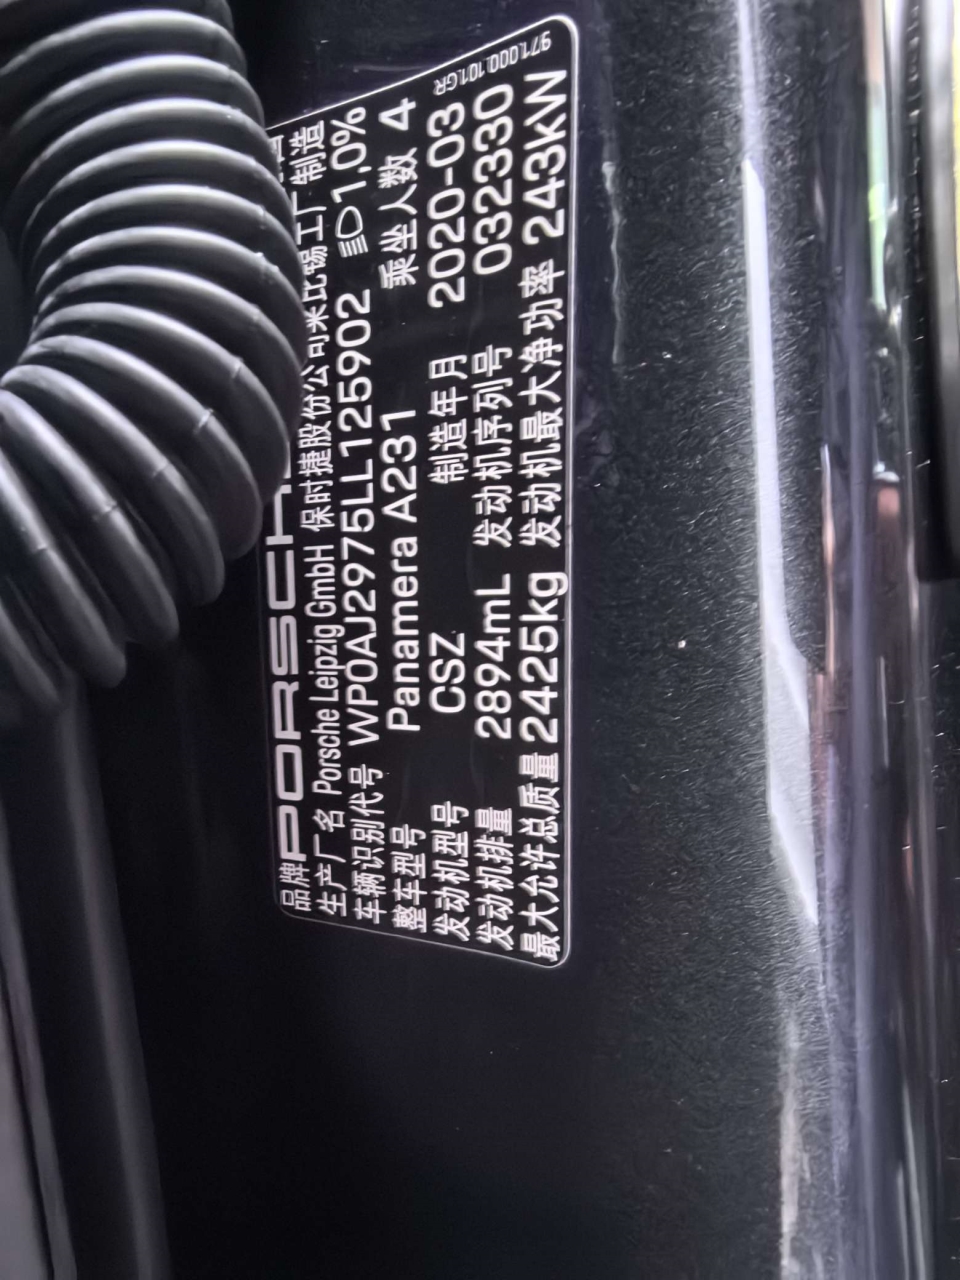 971.000.101.GR
品牌 PORSCHE 制造
生产厂名 Porsche Leipzig GmbH 保时捷股份公司莱比锡工厂制造
车辆识别代号 WP0AJ2975LL125902 1,0%
整车型号 Panamera A231 乘坐人数 4
发动机型号 CSZ 制造年月 2020-03
发动机排量 2894mL 发动机序列号 032330
最大允许总质量 2425kg 发动机最大净功率 243kW